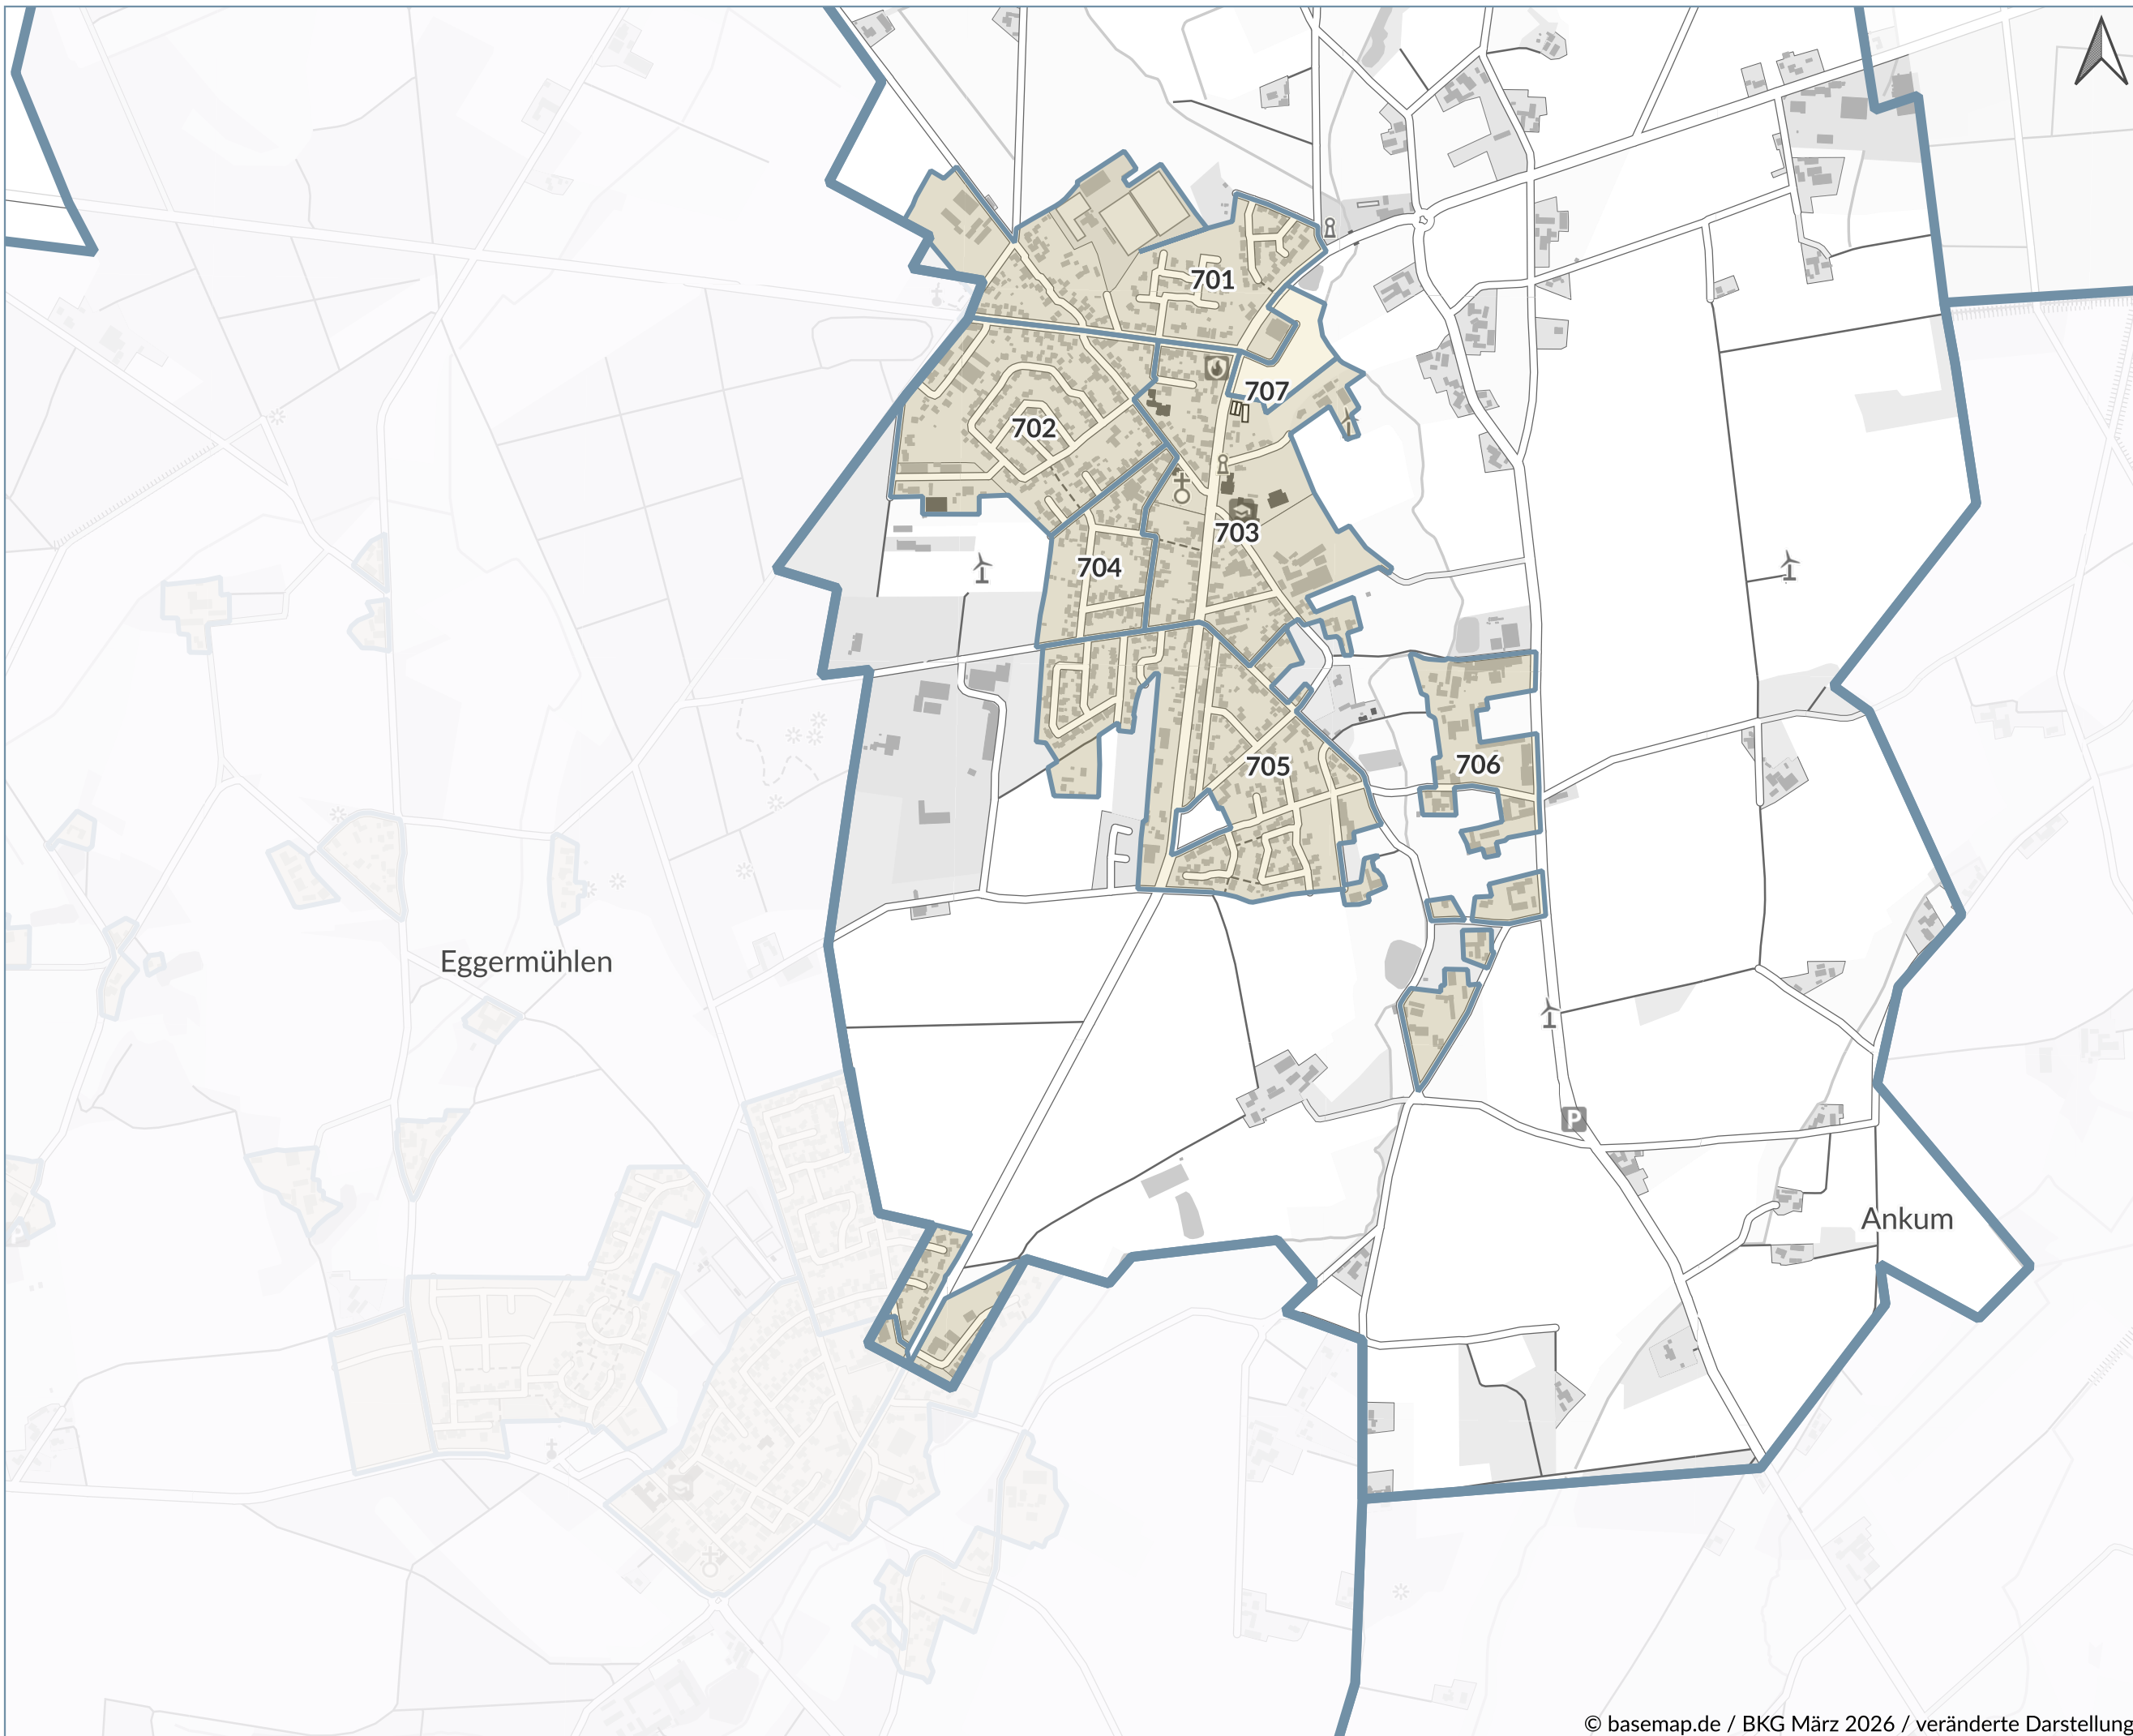 701
707
702
703
704
705
706
Eggermühlen
P
Ankum
© basemap.de / BKG März 2026 / veränderte Darstellung